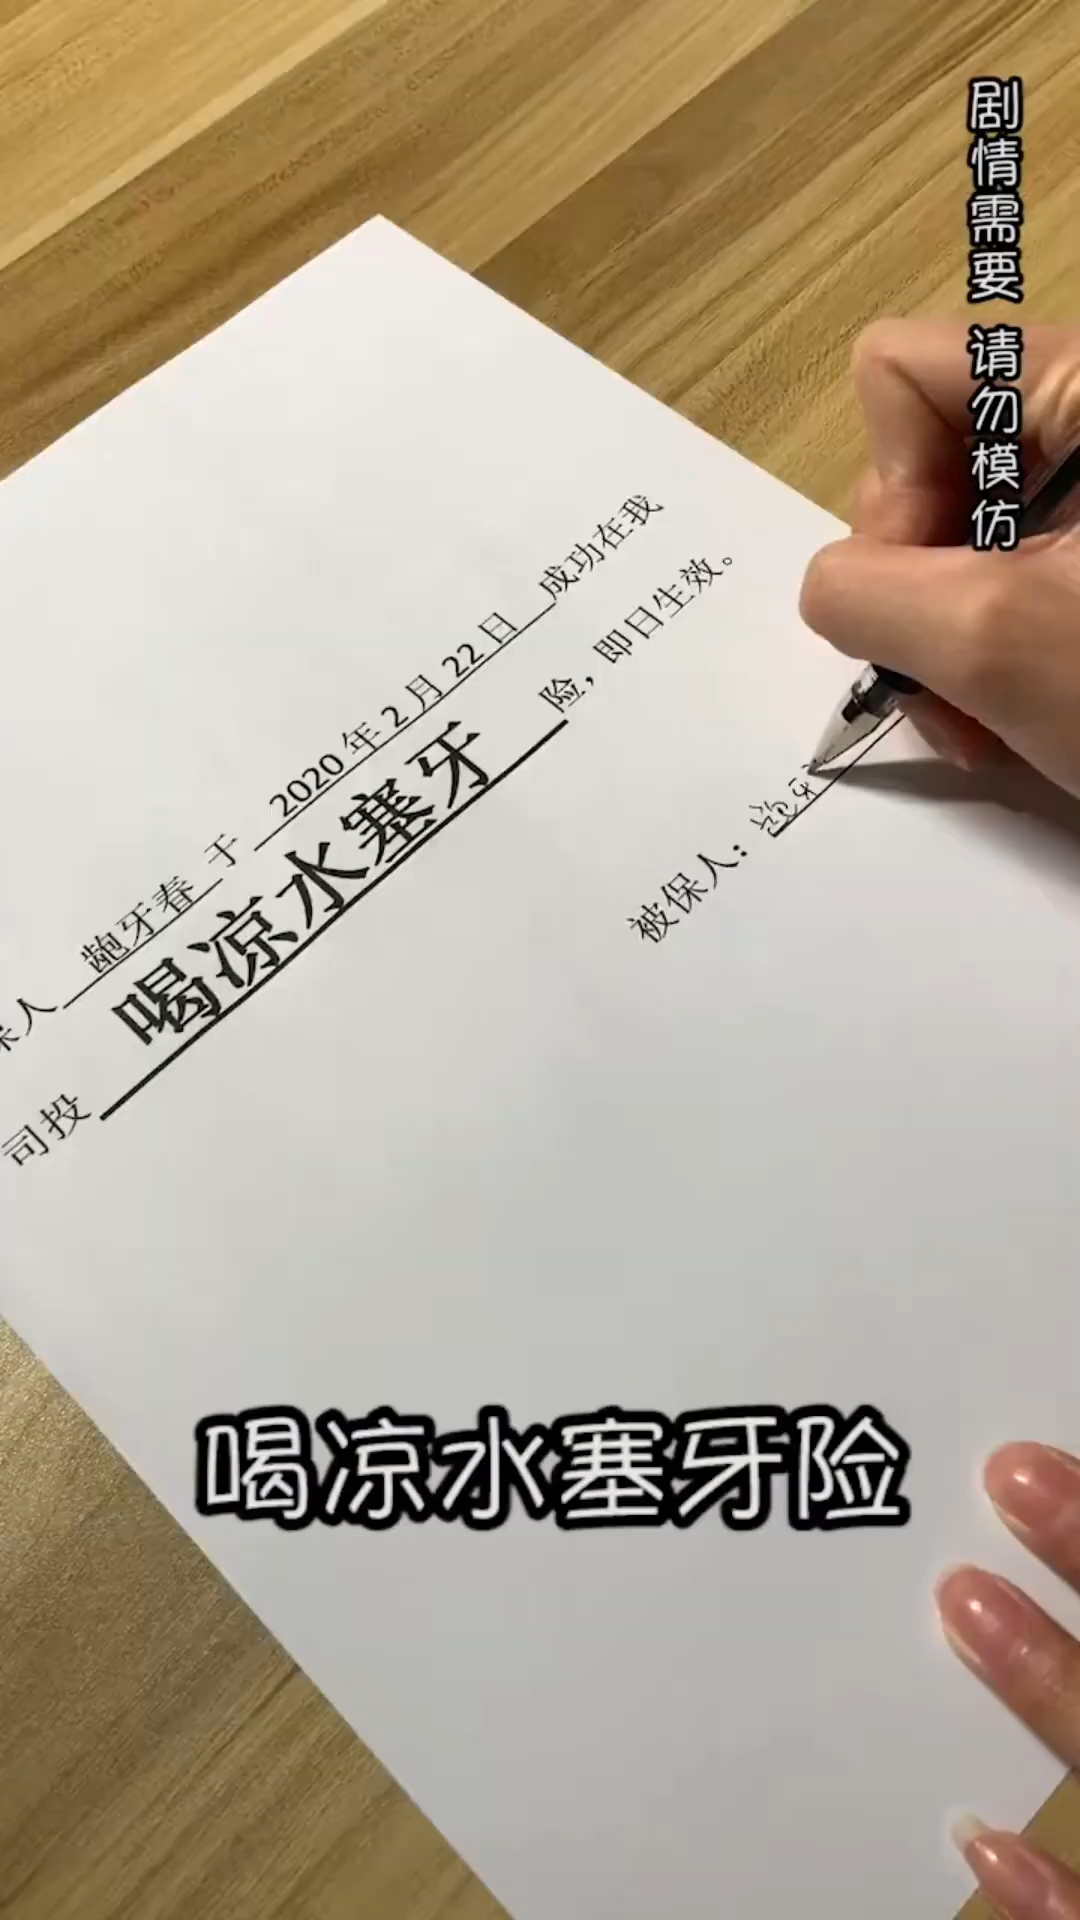 剧情需要 请勿模仿
保人 龅牙春 于 2020年2月22日 成功在我
司投 喝凉水塞牙 险，即日生效。
被保人：龅牙
喝凉水塞牙险